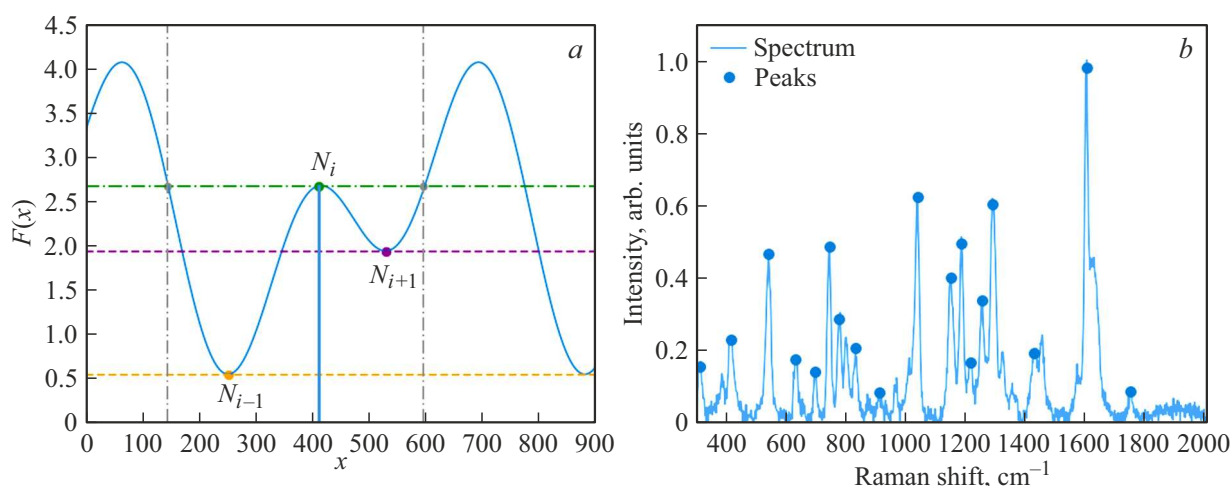 a
4.5
4.0
3.5
3.0
2.5
2.0
1.5
1.0
0.5
0
F(x)
N_i
N_{i+1}
N_{i–1}
0 100 200 300 400 500 600 700 800 900
x
b
Spectrum
Peaks
1.0
0.8
0.6
0.4
0.2
0
Intensity, arb. units
400 600 800 1000 1200 1400 1600 1800 2000
Raman shift, cm⁻¹